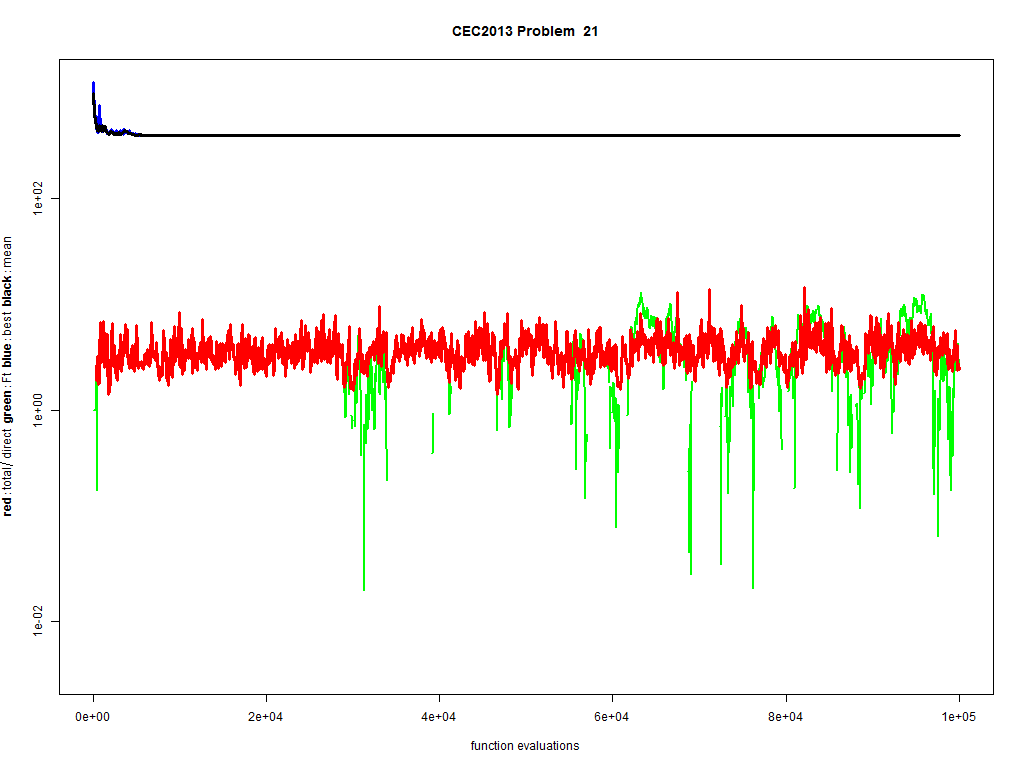 CEC2013 Problem  21
red : total/ direct green : Ft blue : best black : mean
1e+02
1e+00
1e-02
0e+00 2e+04 4e+04 6e+04 8e+04 1e+05
function evaluations